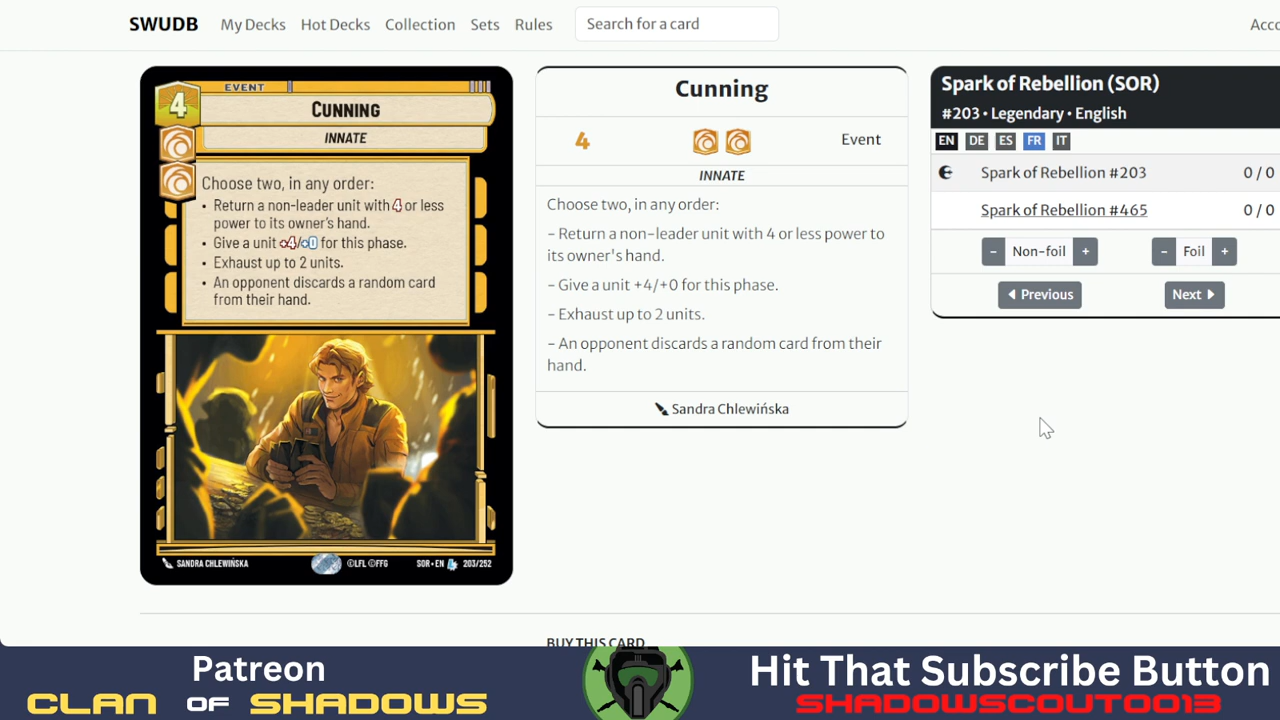 SWUDB My Decks Hot Decks Collection Sets Rules Search for a card Acco
EVENT
4
CUNNING
INNATE
Choose two, in any order:
• Return a non-leader unit with 4 or less
power to its owner's hand.
• Give a unit +4/+0 for this phase.
• Exhaust up to 2 units.
• An opponent discards a random card
from their hand.
SANDRA CHLEWIŃSKA ©LFL ©FFG SOR • EN 203/252
Cunning
4 Event
INNATE
Choose two, in any order:
– Return a non-leader unit with 4 or less power to
its owner's hand.
– Give a unit +4/+0 for this phase.
– Exhaust up to 2 units.
– An opponent discards a random card from their
hand.
Sandra Chlewińska
Spark of Rebellion (SOR)
#203 • Legendary • English
EN DE ES FR IT
Spark of Rebellion #203 0 / 0
Spark of Rebellion #465 0 / 0
– Non-foil + – Foil +
Previous Next
BUY THIS CARD
Patreon
CLAN OF SHADOWS
Hit That Subscribe Button
SHADOWSCOUT0013